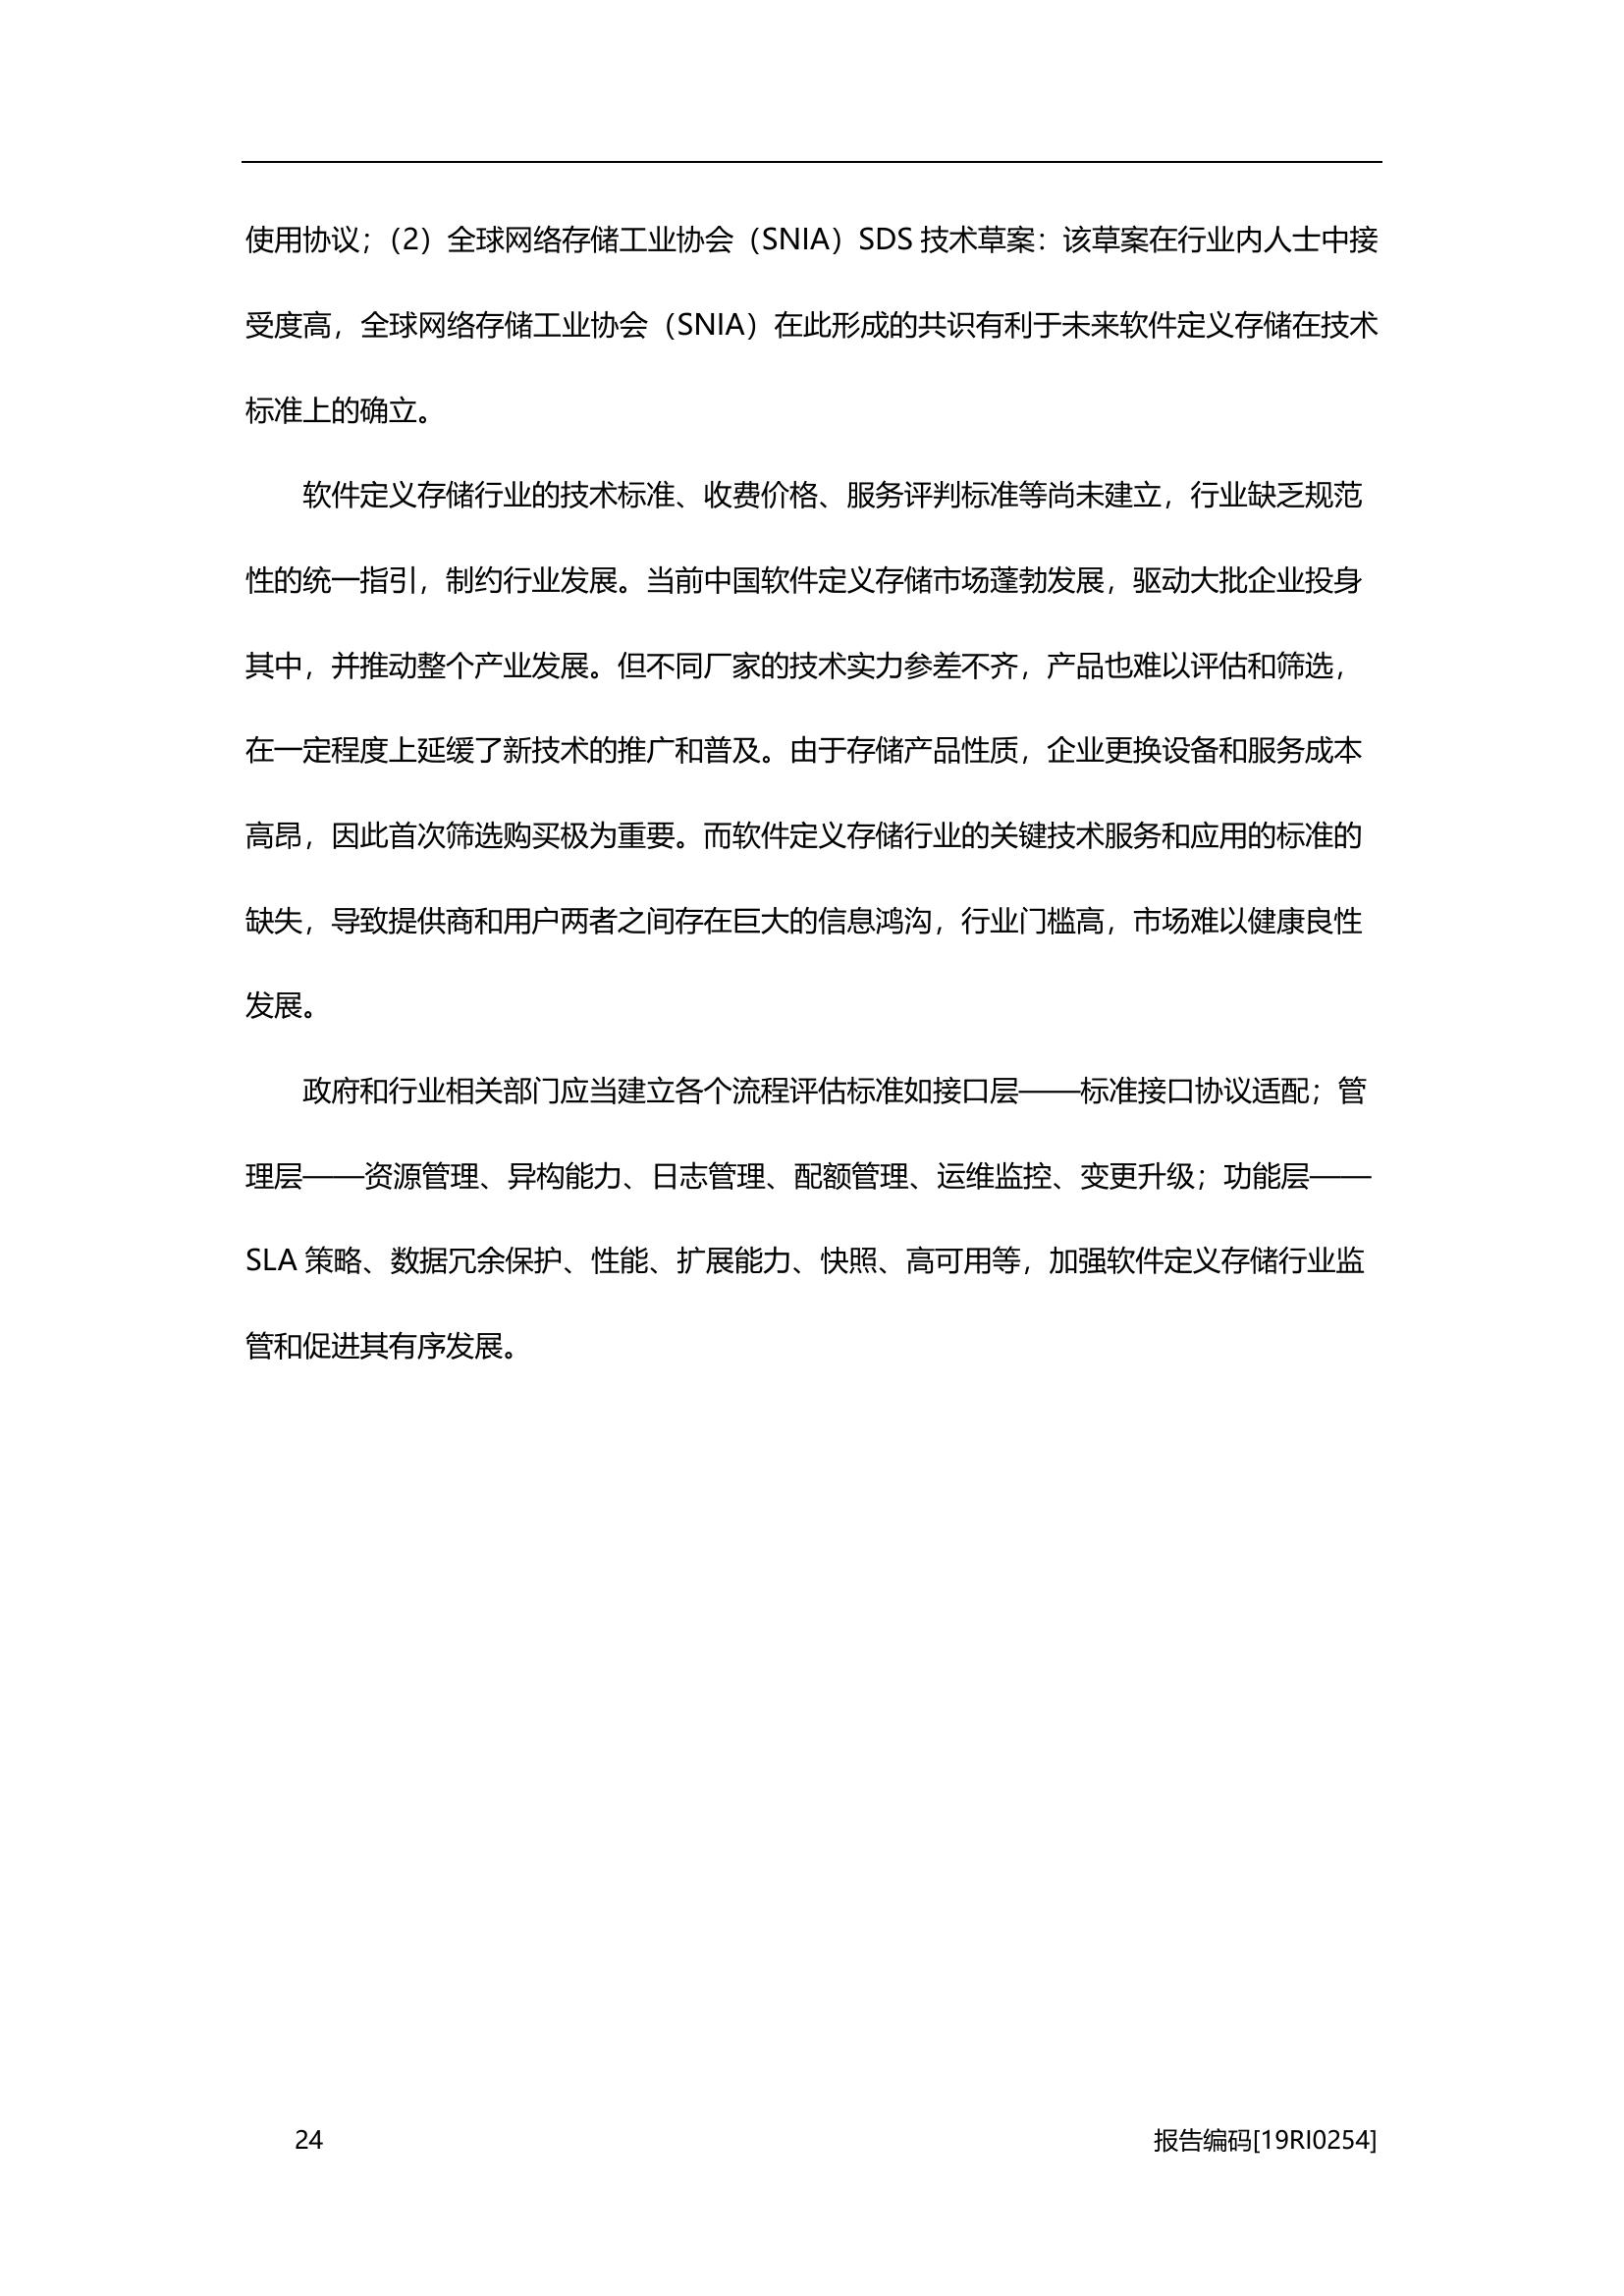 使用协议；（2）全球网络存储工业协会（SNIA）SDS 技术草案：该草案在行业内人士中接
受度高，全球网络存储工业协会（SNIA）在此形成的共识有利于未来软件定义存储在技术
标准上的确立。
软件定义存储行业的技术标准、收费价格、服务评判标准等尚未建立，行业缺乏规范
性的统一指引，制约行业发展。当前中国软件定义存储市场蓬勃发展，驱动大批企业投身
其中，并推动整个产业发展。但不同厂家的技术实力参差不齐，产品也难以评估和筛选，
在一定程度上延缓了新技术的推广和普及。由于存储产品性质，企业更换设备和服务成本
高昂，因此首次筛选购买极为重要。而软件定义存储行业的关键技术服务和应用的标准的
缺失，导致提供商和用户两者之间存在巨大的信息鸿沟，行业门槛高，市场难以健康良性
发展。
政府和行业相关部门应当建立各个流程评估标准如接口层——标准接口协议适配；管
理层——资源管理、异构能力、日志管理、配额管理、运维监控、变更升级；功能层——
SLA 策略、数据冗余保护、性能、扩展能力、快照、高可用等，加强软件定义存储行业监
管和促进其有序发展。
24
报告编码[19RI0254]